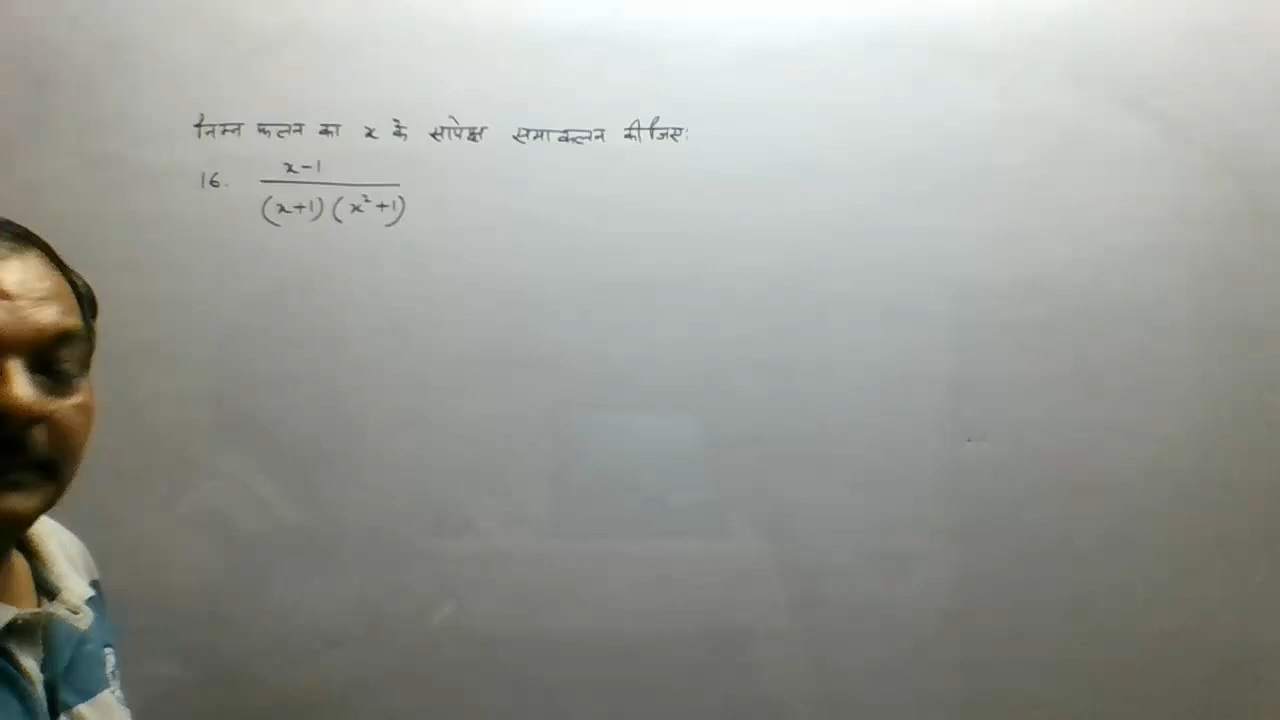 निम्न फलन का x के सापेक्ष समाकलन कीजिए:
16. x-1
(x+1) (x²+1)